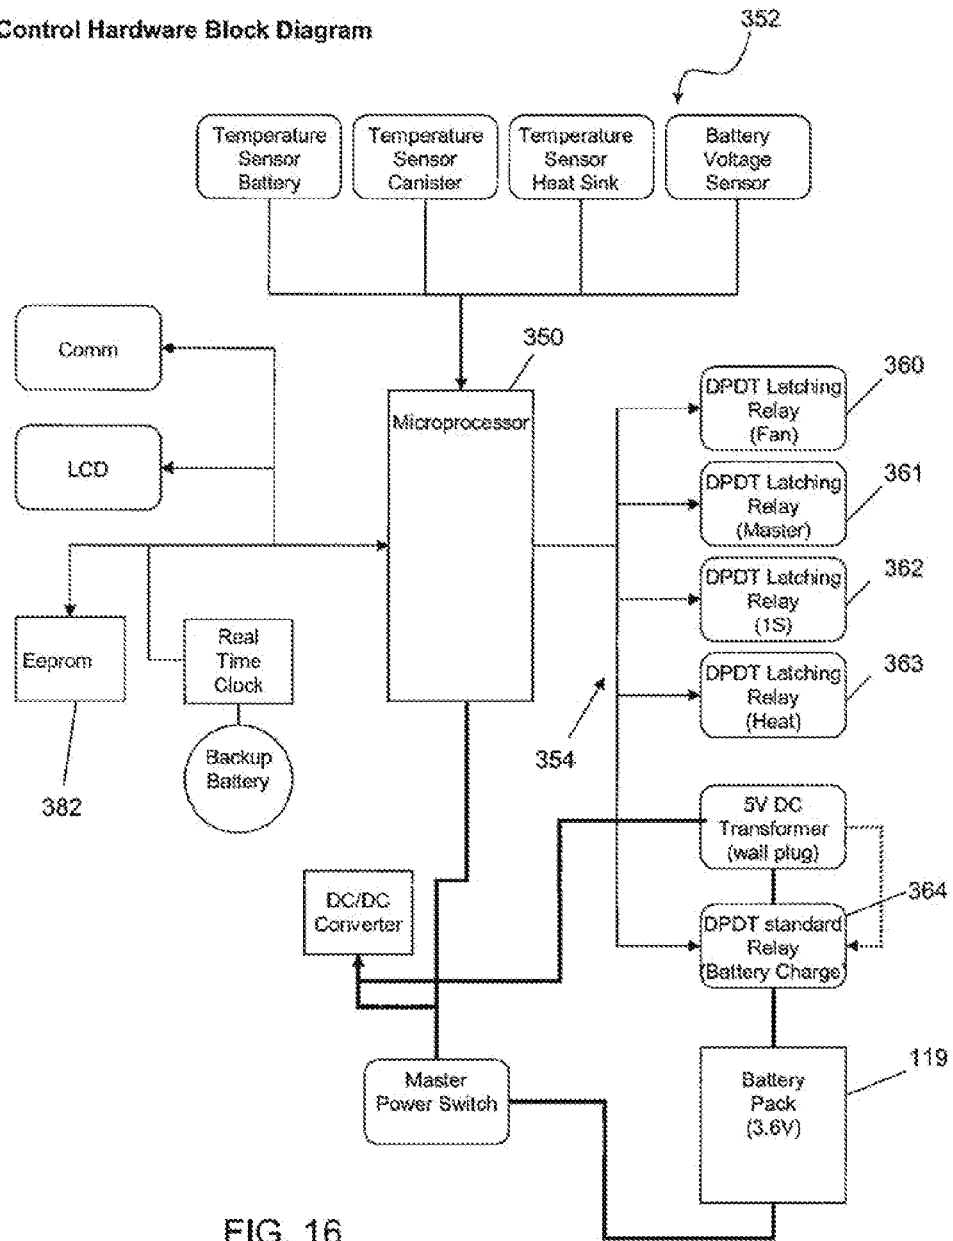 Control Hardware Block Diagram
352
Temperature
Sensor
Battery
Temperature
Sensor
Canister
Temperature
Sensor
Heat Sink
Battery
Voltage
Sensor
Comm
LCD
350
Microprocessor
360
DPDT Latching
Relay
(Fan)
361
DPDT Latching
Relay
(Master)
362
DPDT Latching
Relay
(1S)
363
DPDT Latching
Relay
(Heat)
354
Eeprom
382
Real
Time
Clock
Backup
Battery
5V DC
Transformer
(wall plug)
364
DPDT standard
Relay
(Battery Charge)
DC/DC
Converter
Master
Power Switch
119
Battery
Pack
(3.6V)
FIG. 16